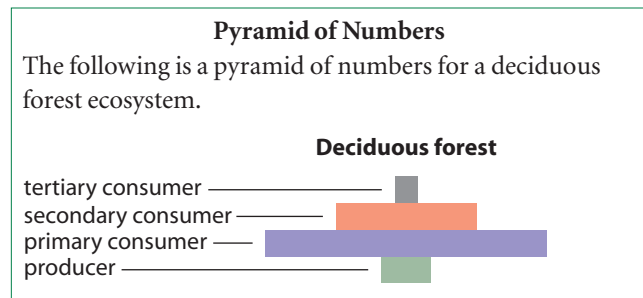 Pyramid of Numbers
The following is a pyramid of numbers for a deciduous
forest ecosystem.
Deciduous forest
tertiary consumer
secondary consumer
primary consumer
producer